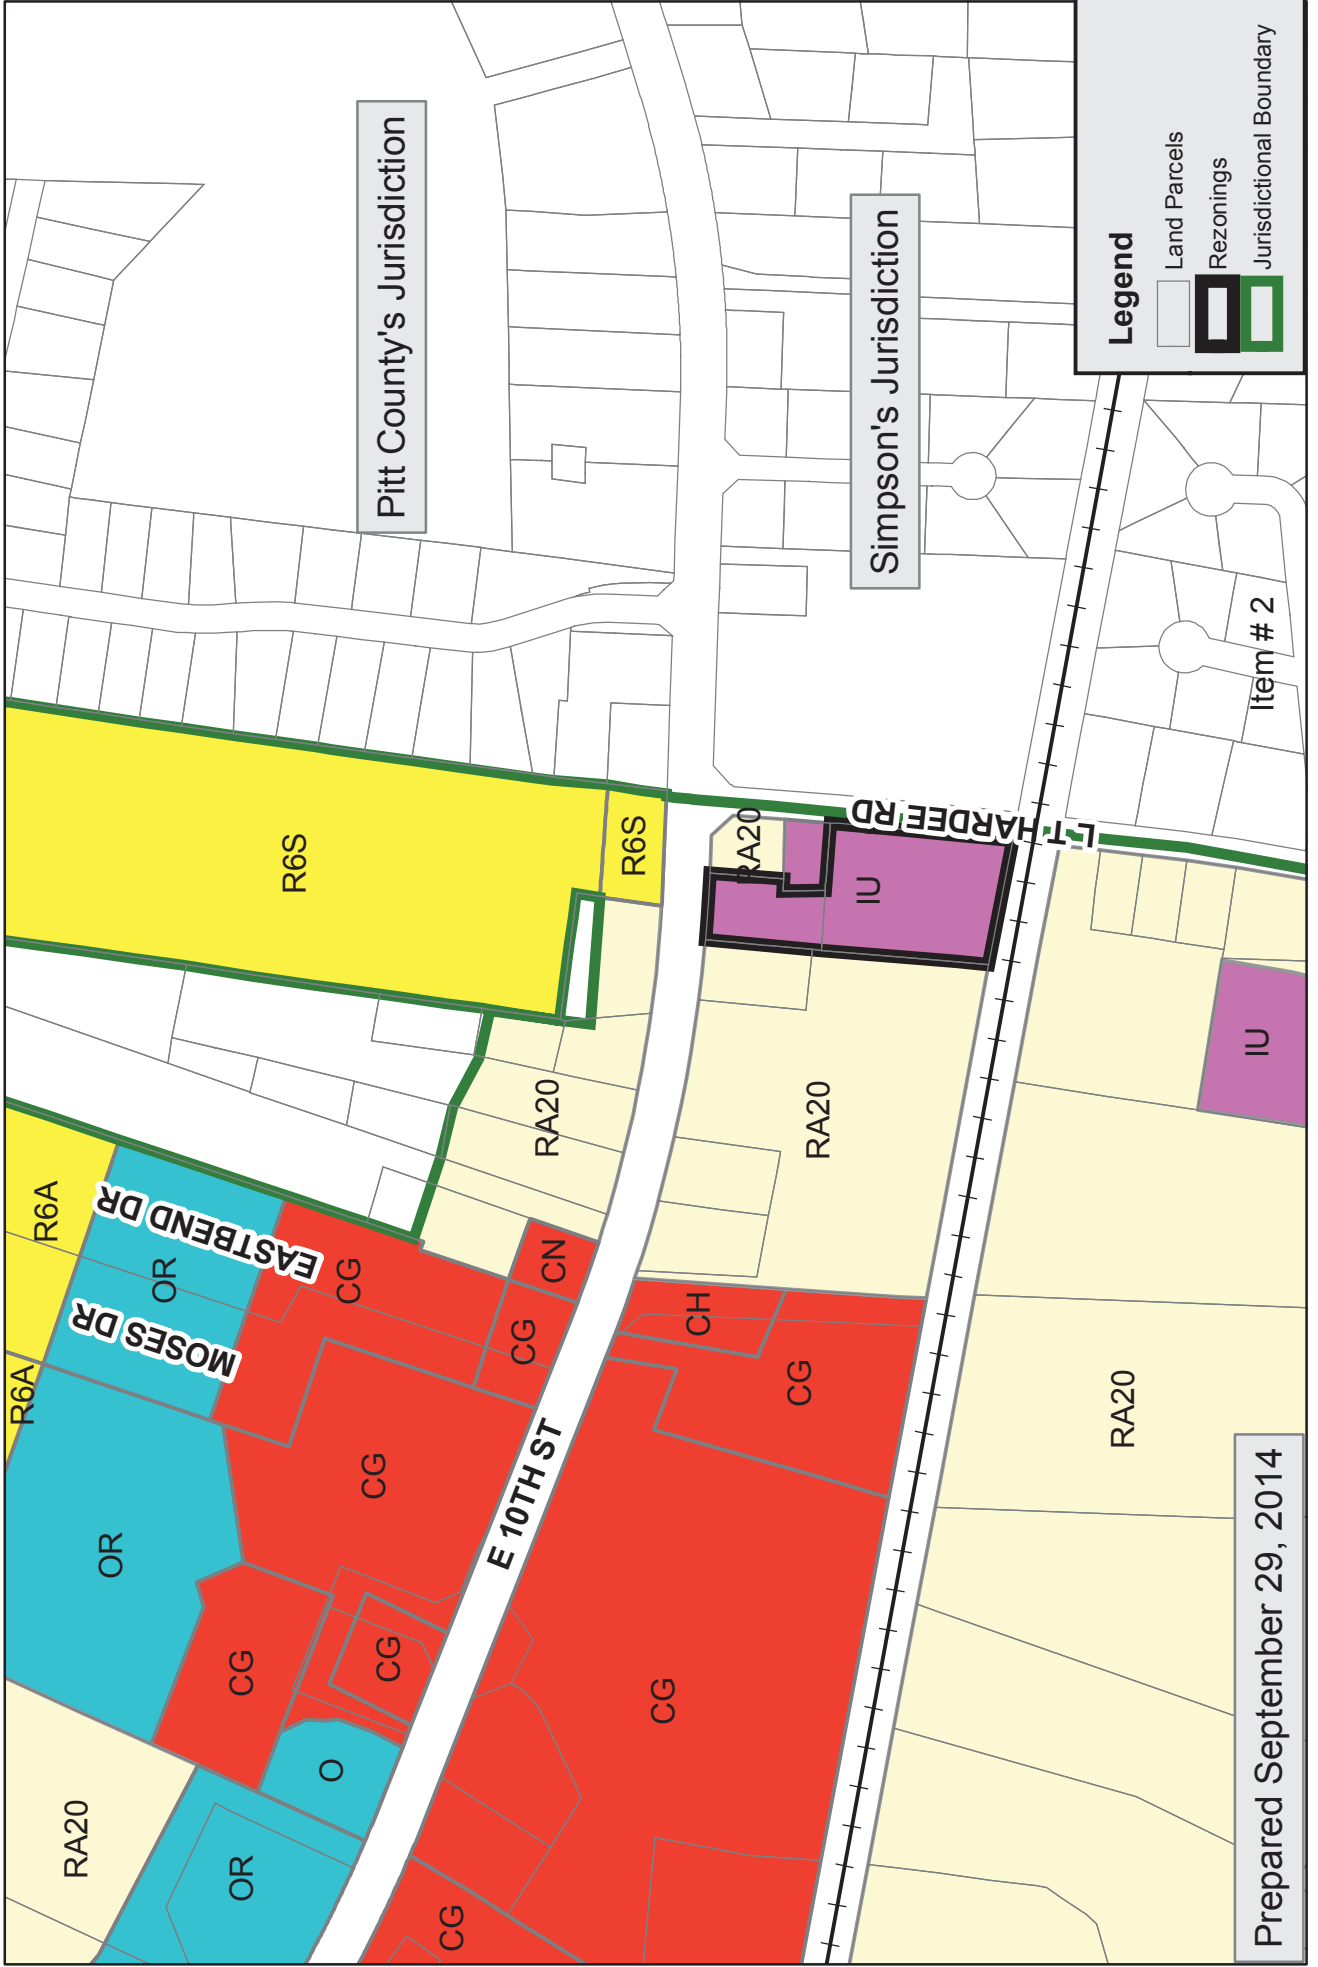 RA20
OR
O
CG
CG
CG
OR
CG
R6A
R6A
OR
MOSES DR
EASTBEND DR
CG
CG
CN
RA20
R6S
R6S
Pitt County's Jurisdiction
E 10TH ST
CG
CG
CG
CH
RA20
RA20
IU
L T HARDEE RD
Simpson's Jurisdiction
RA20
IU
Item # 2
Prepared September 29, 2014
Legend
Land Parcels
Rezonings
Jurisdictional Boundary